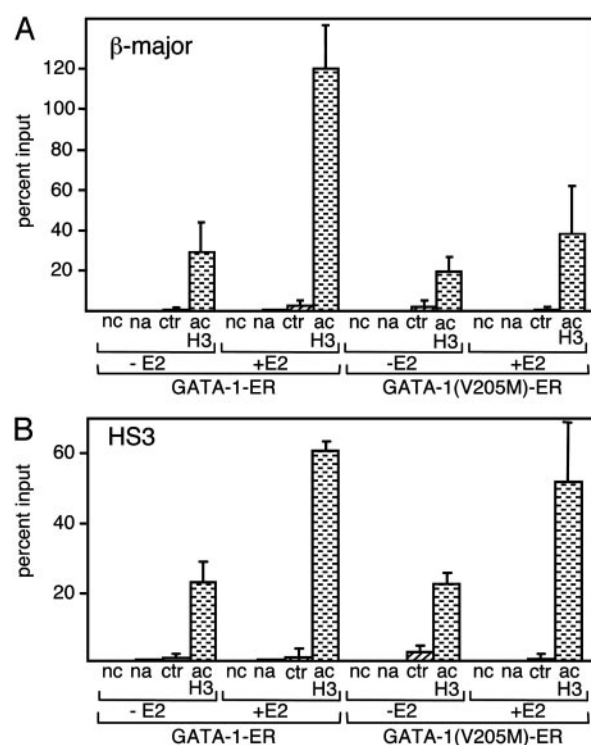 A
β-major
percent input
120
100
80
60
40
20
nc na ctr ac H3 nc na ctr ac H3 nc na ctr ac H3 nc na ctr ac H3
- E2 +E2 -E2 +E2
GATA-1-ER GATA-1(V205M)-ER
B
HS3
percent input
60
40
20
nc na ctr ac H3 nc na ctr ac H3 nc na ctr ac H3 nc na ctr ac H3
- E2 +E2 -E2 +E2
GATA-1-ER GATA-1(V205M)-ER